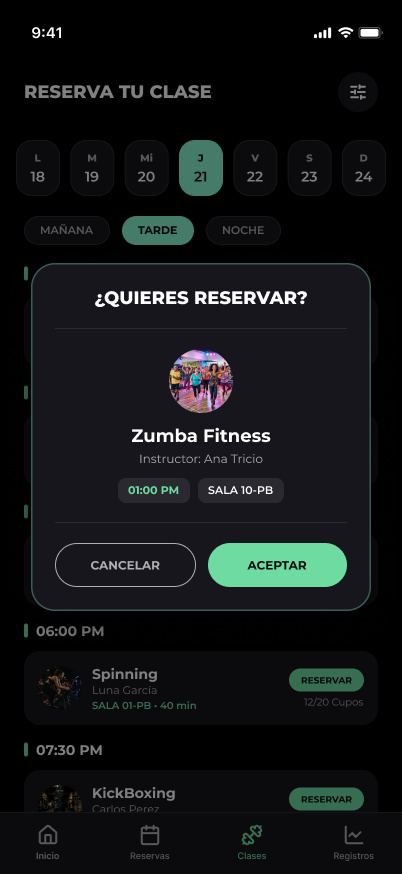 9:41
RESERVA TU CLASE
L M Mi J V S D
18 19 20 21 22 23 24
MAÑANA TARDE NOCHE
¿QUIERES RESERVAR?
Zumba Fitness
Instructor: Ana Tricio
01:00 PM SALA 10-PB
CANCELAR ACEPTAR
06:00 PM
Spinning
Luna García
SALA 01-PB • 40 min
RESERVAR
12/20 Cupos
07:30 PM
KickBoxing
Carlos Perez
RESERVAR
Inicio Reservas Clases Registros